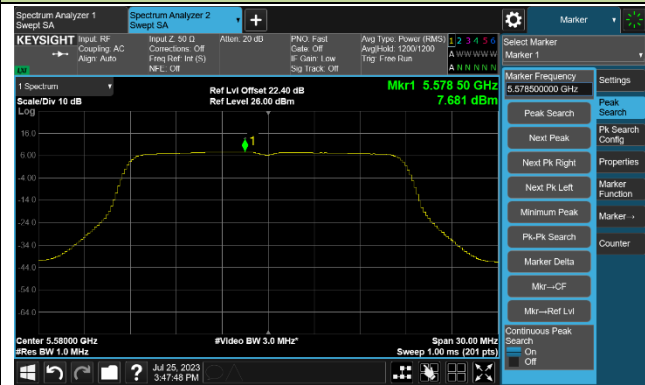 Spectrum Analyzer 1
Swept SA
Spectrum Analyzer 2
Swept SA
+
Marker
KEYSIGHT
Input: RF
Coupling: AC
Align: Auto
Input Z: 50 Ω
Corrections: Off
Freq Ref: Int (S)
NFE: Off
Atten: 20 dB
PNO: Fast
Gate: Off
IF Gain: Low
Sig Track: Off
Avg Type: Power (RMS)
Avg|Hold: 1200/1200
Trig: Free Run
1 2 3 4 5 6
A W W W W W
A N N N N N
Select Marker
Marker 1
1 Spectrum
Scale/Div 10 dB
Log
Ref Lvl Offset 22.40 dB
Ref Level 26.00 dBm
Mkr1 5.578 50 GHz
7.681 dBm
1
16.0
6.00
-4.00
-14.0
-24.0
-34.0
-44.0
-54.0
-64.0
Center 5.58000 GHz
#Res BW 1.0 MHz
#Video BW 3.0 MHz*
Span 30.00 MHz
Sweep 1.00 ms (201 pts)
Marker Frequency
5.578500000 GHz
Peak Search
Next Peak
Next Pk Right
Next Pk Left
Minimum Peak
Pk-Pk Search
Marker Delta
Mkr→CF
Mkr→Ref Lvl
Continuous Peak
Search
On
Off
Settings
Peak
Search
Pk Search
Config
Properties
Marker
Function
Marker→
Counter
?
Jul 25, 2023
3:47:48 PM